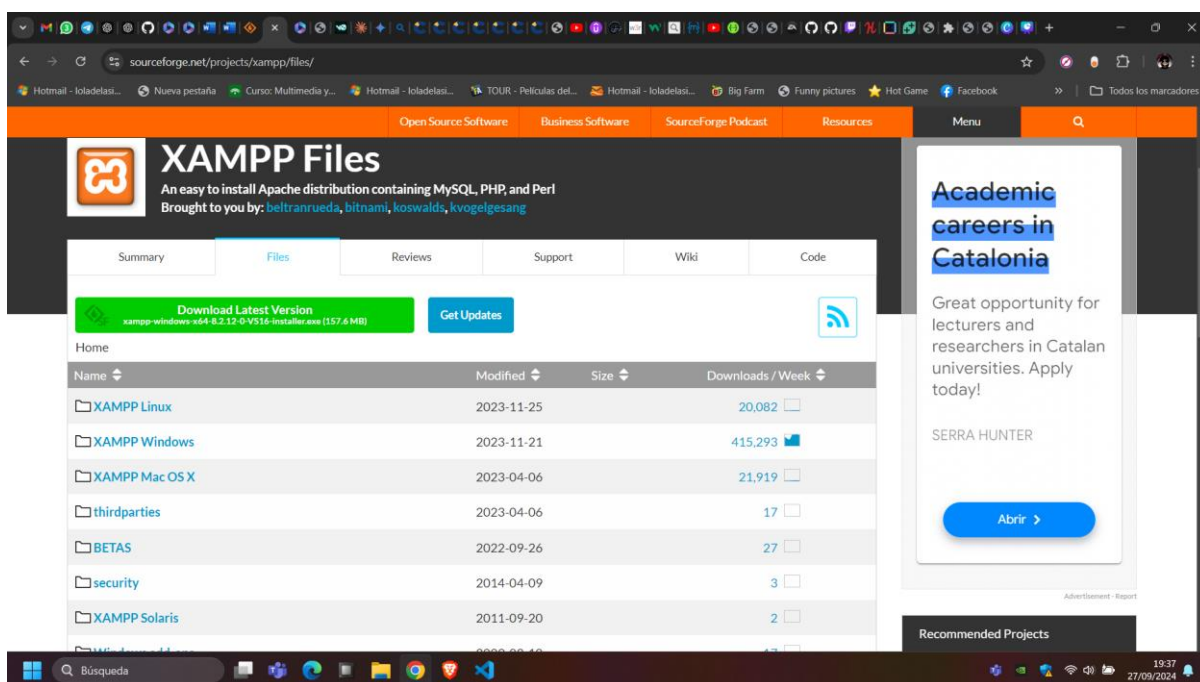 sourceforge.net/projects/xampp/files/
Hotmail - loladelasi...
Nueva pestaña
Curso: Multimedia y...
Hotmail - loladelasi...
TOUR - Películas del...
Hotmail - loladelasi...
Big Farm
Funny pictures
Hot Game
Facebook
»
Todos los marcadores
Open Source Software
Business Software
SourceForge Podcast
Resources
Menu
XAMPP Files
An easy to install Apache distribution containing MySQL, PHP, and Perl
Brought to you by: beltranrueda, bitnami, koswalds, kvogelgesang
Summary
Files
Reviews
Support
Wiki
Code
Download Latest Version
xampp-windows-x64-8.2.12-0-VS16-installer.exe (157.6 MB)
Get Updates
Home
Name Modified Size Downloads / Week
XAMPP Linux 2023-11-25 20,082
XAMPP Windows 2023-11-21 415,293
XAMPP Mac OS X 2023-04-06 21,919
thirdparties 2023-04-06 17
BETAS 2022-09-26 27
security 2014-04-09 3
XAMPP Solaris 2011-09-20 2
Academic
careers in
Catalonia
Great opportunity for
lecturers and
researchers in Catalan
universities. Apply
today!
SERRA HUNTER
Abrir
Advertisement - Report
Recommended Projects
Búsqueda
19:37
27/09/2024